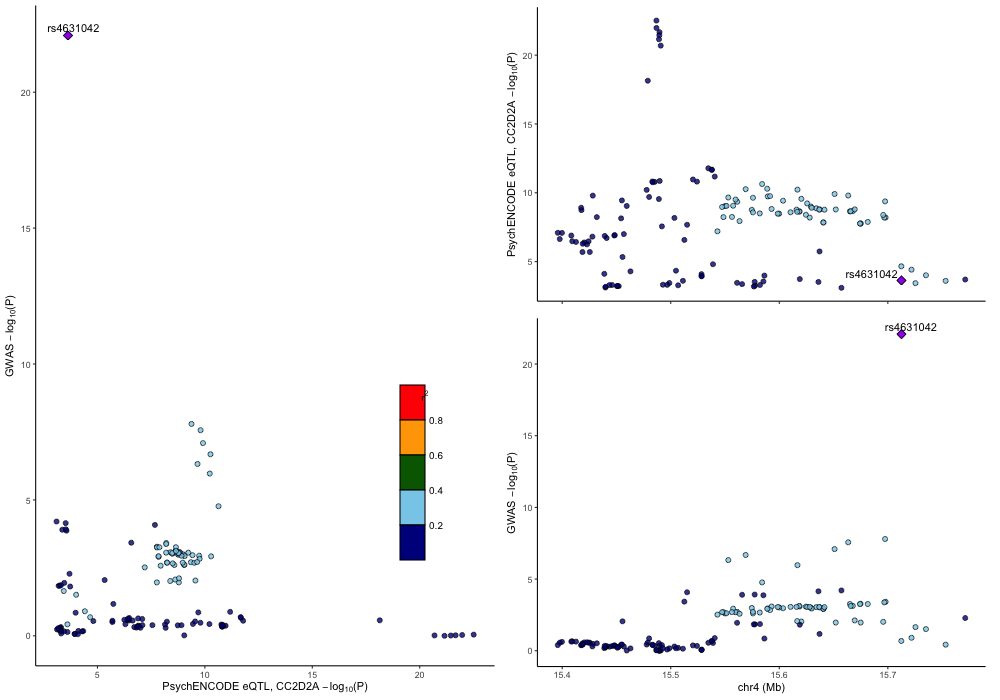 rs4631042
20
15
10
5
0
GWAS −log10(P)
5
10
15
20
PsychENCODE eQTL, CC2D2A −log10(P)
r2
0.8
0.6
0.4
0.2
PsychENCODE eQTL, CC2D2A −log10(P)
20
15
10
5
rs4631042
rs4631042
GWAS −log10(P)
20
15
10
5
0
15.4
15.5
15.6
15.7
chr4 (Mb)